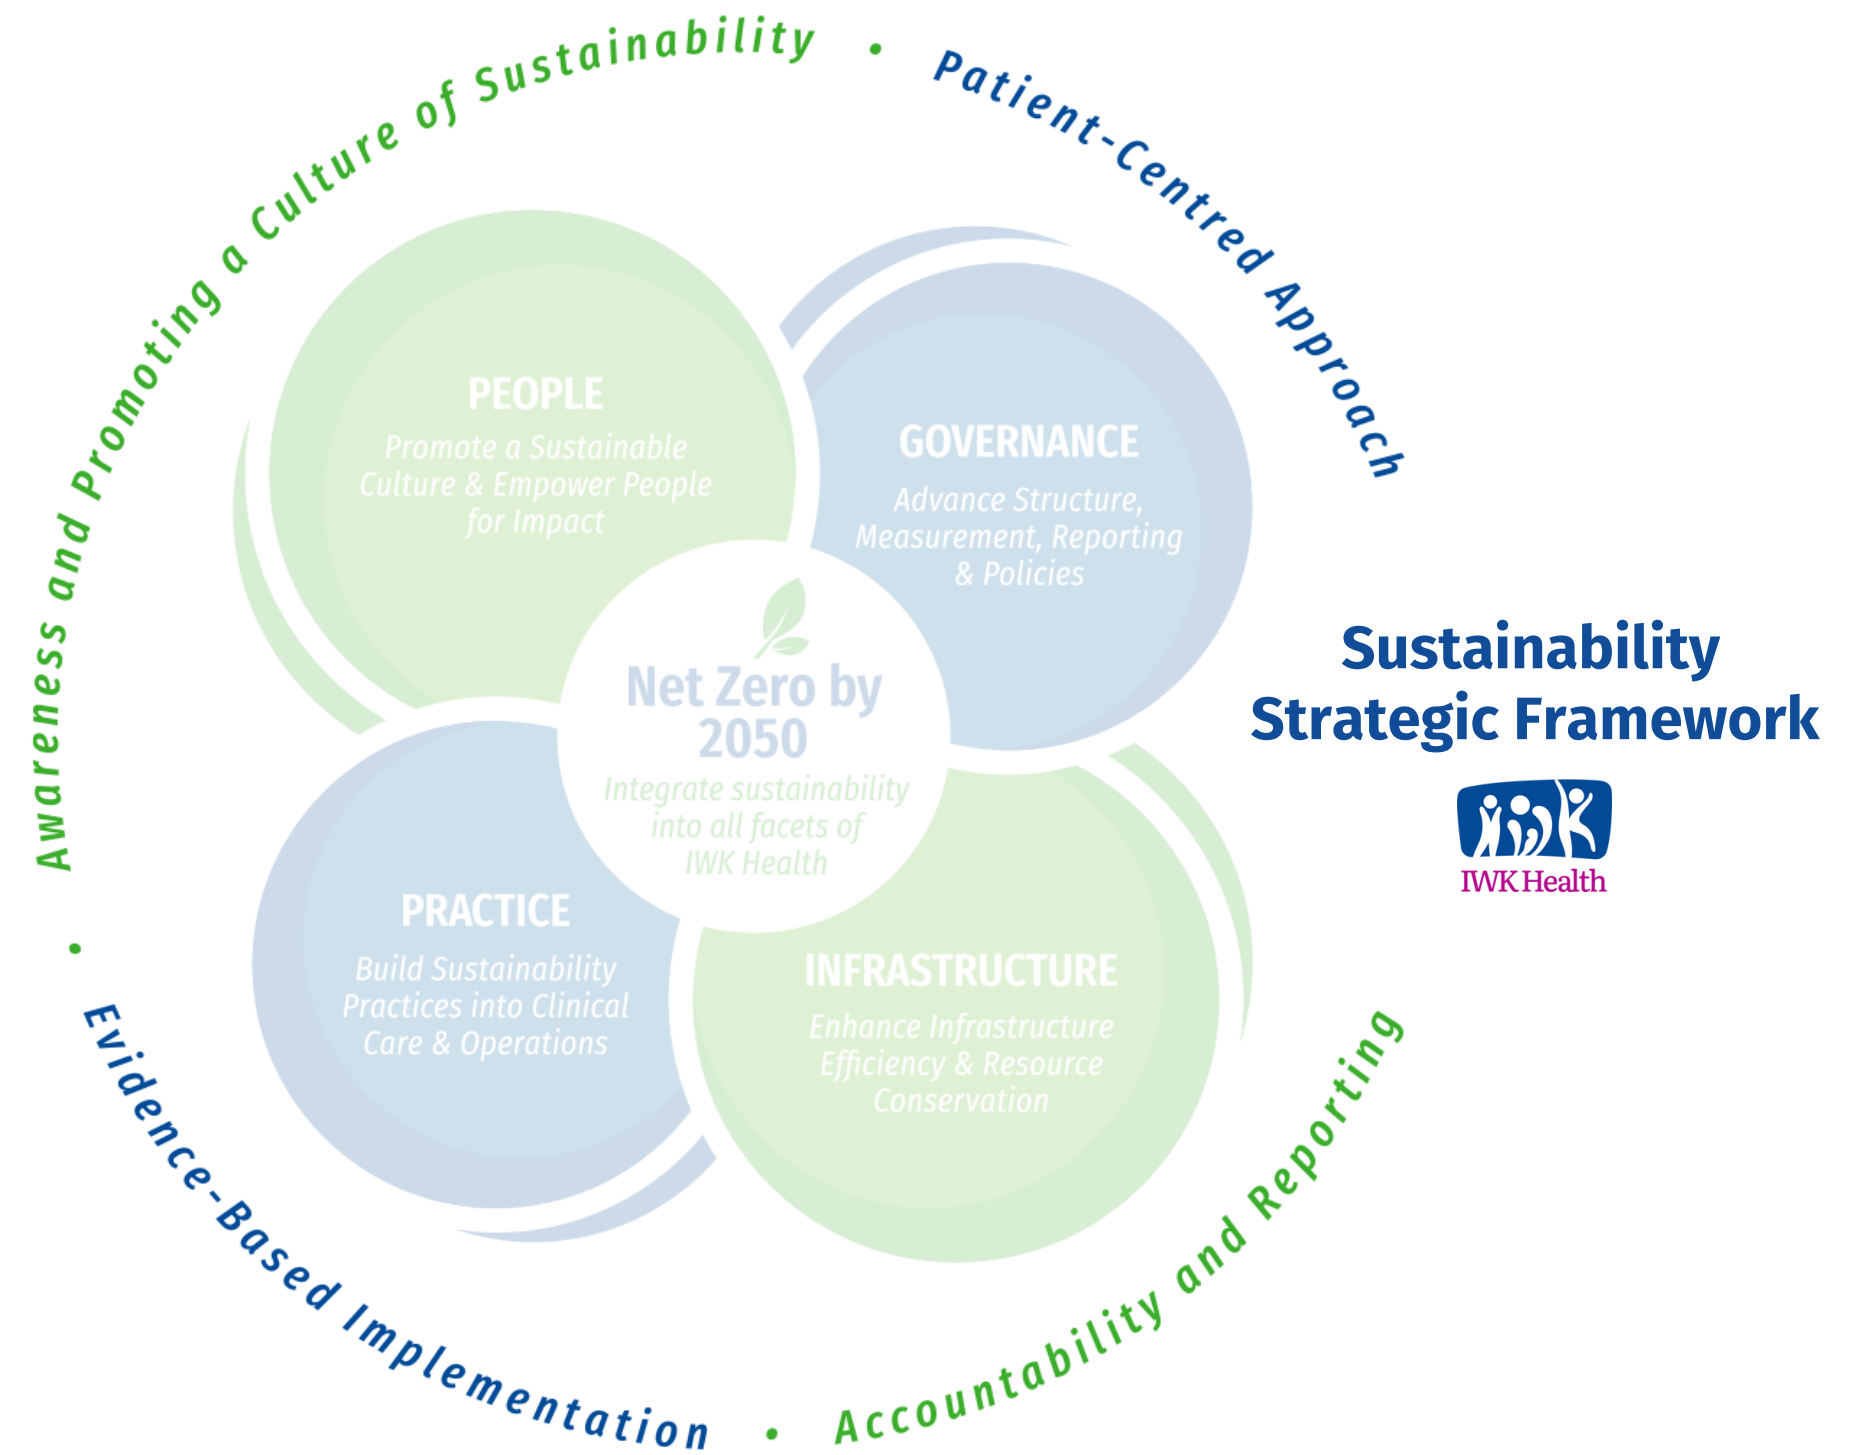 Awareness and Promoting a Culture of Sustainability
•
Patient-Centred Approach
PEOPLE
Promote a Sustainable
Culture & Empower People
for Impact
GOVERNANCE
Advance Structure,
Measurement, Reporting
& Policies
Net Zero by
2050
Integrate sustainability
into all facets of
IWK Health
PRACTICE
Build Sustainability
Practices into Clinical
Care & Operations
INFRASTRUCTURE
Enhance Infrastructure
Efficiency & Resource
Conservation
•
Evidence-Based Implementation
•
Accountability and Reporting
Sustainability
Strategic Framework
iwk
IWK Health